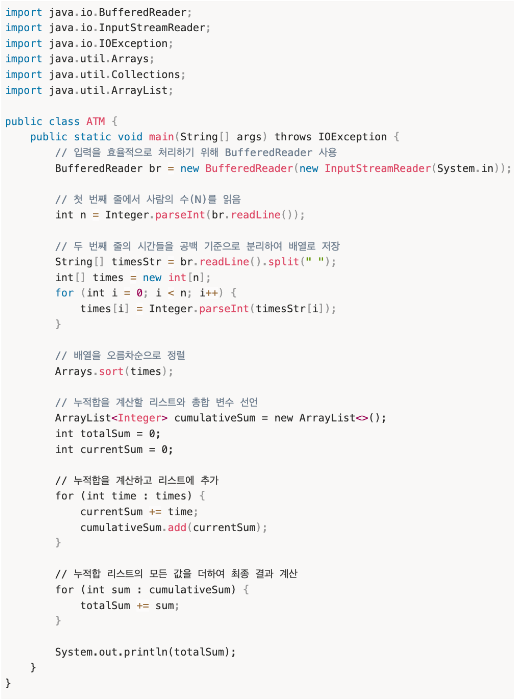 import java.io.BufferedReader;
import java.io.InputStreamReader;
import java.io.IOException;
import java.util.Arrays;
import java.util.Collections;
import java.util.ArrayList;

public class ATM {
    public static void main(String[] args) throws IOException {
        // 입력을 효율적으로 처리하기 위해 BufferedReader 사용
        BufferedReader br = new BufferedReader(new InputStreamReader(System.in));

        // 첫 번째 줄에서 사람의 수(N)를 읽음
        int n = Integer.parseInt(br.readLine());

        // 두 번째 줄의 시간들을 공백 기준으로 분리하여 배열로 저장
        String[] timesStr = br.readLine().split(" ");
        int[] times = new int[n];
        for (int i = 0; i < n; i++) {
            times[i] = Integer.parseInt(timesStr[i]);
        }

        // 배열을 오름차순으로 정렬
        Arrays.sort(times);

        // 누적합을 계산할 리스트와 총합 변수 선언
        ArrayList<Integer> cumulativeSum = new ArrayList<>();
        int totalSum = 0;
        int currentSum = 0;

        // 누적합을 계산하고 리스트에 추가
        for (int time : times) {
            currentSum += time;
            cumulativeSum.add(currentSum);
        }

        // 누적합 리스트의 모든 값을 더하여 최종 결과 계산
        for (int sum : cumulativeSum) {
            totalSum += sum;
        }

        System.out.println(totalSum);
    }
}